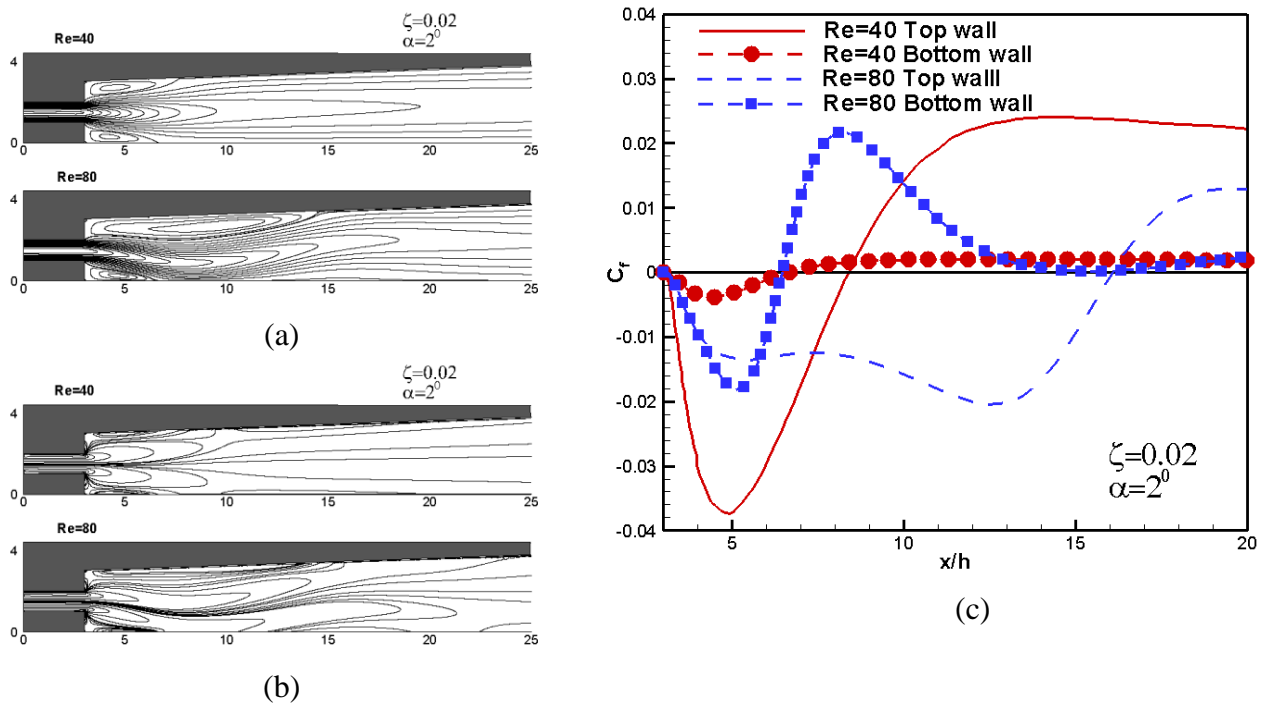 Re=40
ζ=0.02
α=2⁰
4
0
0 5 10 15 20 25
Re=80
4
0
0 5 10 15 20 25
(a)
Re=40
ζ=0.02
α=2⁰
4
0
0 5 10 15 20 25
Re=80
4
0
0 5 10 15 20 25
(b)
0.04
0.03
0.02
0.01
0
-0.01
-0.02
-0.03
-0.04
Cf
Re=40 Top wall
Re=40 Bottom wall
Re=80 Top walll
Re=80 Bottom wall
ζ=0.02
α=2⁰
5 10 15 20
x/h
(c)